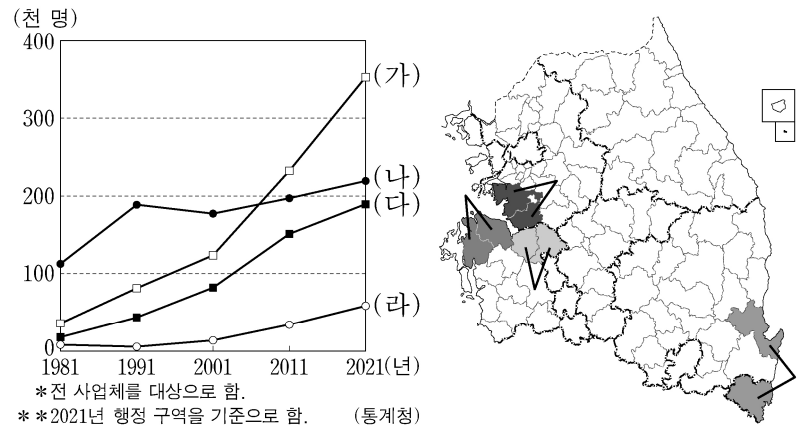 (천 명)
400
300
200
100
0
(가)
(나)
(다)
(라)
1981 1991 2001 2011 2021(년)
*전 사업체를 대상으로 함.
**2021년 행정 구역을 기준으로 함. (통계청)